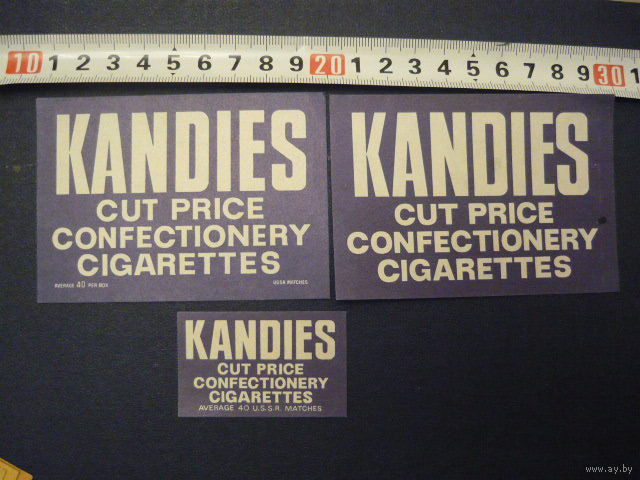 10 1 2 3 4 5 6 7 8 9 20 1 2 3 4 5 6 7 8 9 30 1
KANDIES
CUT PRICE
CONFECTIONERY
CIGARETTES
AVERAGE 40 PER BOX USSR MATCHES
KANDIES
CUT PRICE
CONFECTIONERY
CIGARETTES
KANDIES
CUT PRICE
CONFECTIONERY
CIGARETTES
AVERAGE 40 U.S.S.R. MATCHES
www.ay.by